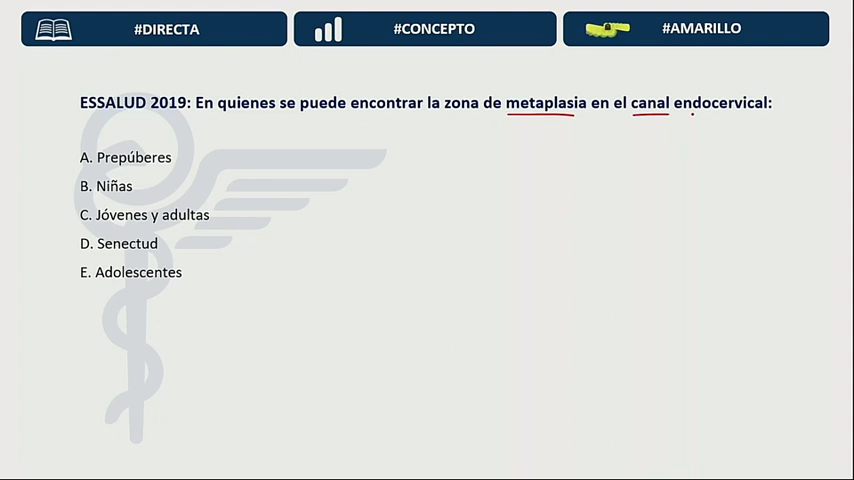 #DIRECTA
#CONCEPTO
#AMARILLO
ESSALUD 2019: En quienes se puede encontrar la zona de metaplasia en el canal endocervical:
A. Prepúberes
B. Niñas
C. Jóvenes y adultas
D. Senectud
E. Adolescentes